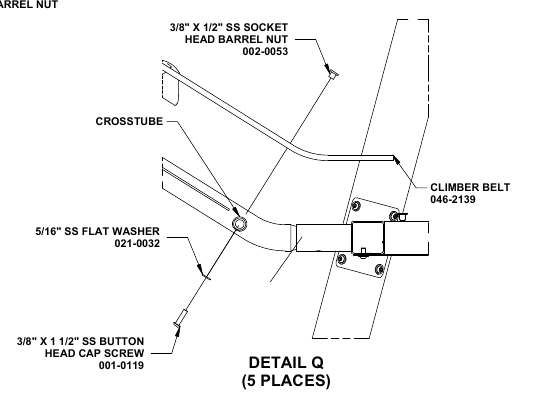 ARREL NUT
3/8" X 1/2" SS SOCKET
HEAD BARREL NUT
002-0053
CROSSTUBE
CLIMBER BELT
046-2139
5/16" SS FLAT WASHER
021-0032
3/8" X 1 1/2" SS BUTTON
HEAD CAP SCREW
001-0119
DETAIL Q
(5 PLACES)